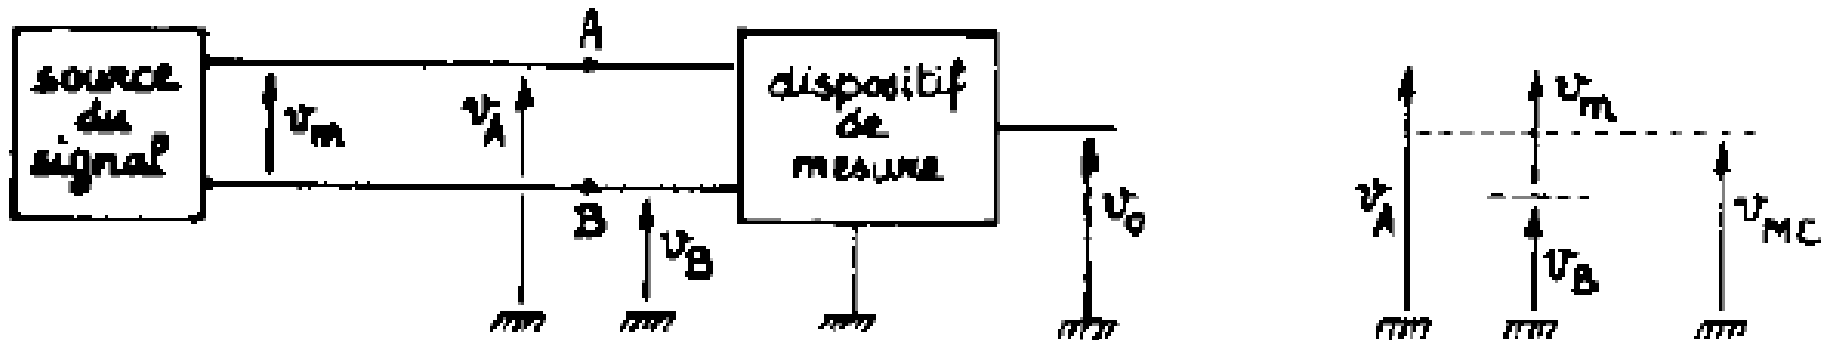 source
du
signal
v_m
v_A
A
B
v_B
dispositif
de
mesure
v_o
v_A
v_m
v_B
v_MC